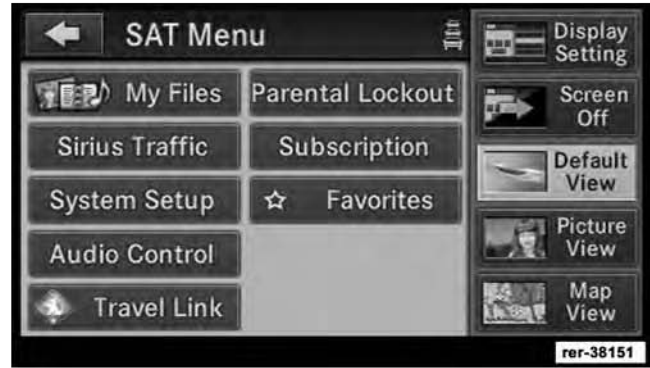 SAT Menu
My Files
Parental Lockout
Sirius Traffic
Subscription
System Setup
Favorites
Audio Control
Travel Link
Display
Setting
Screen
Off
Default
View
Picture
View
Map
View
rer-38151